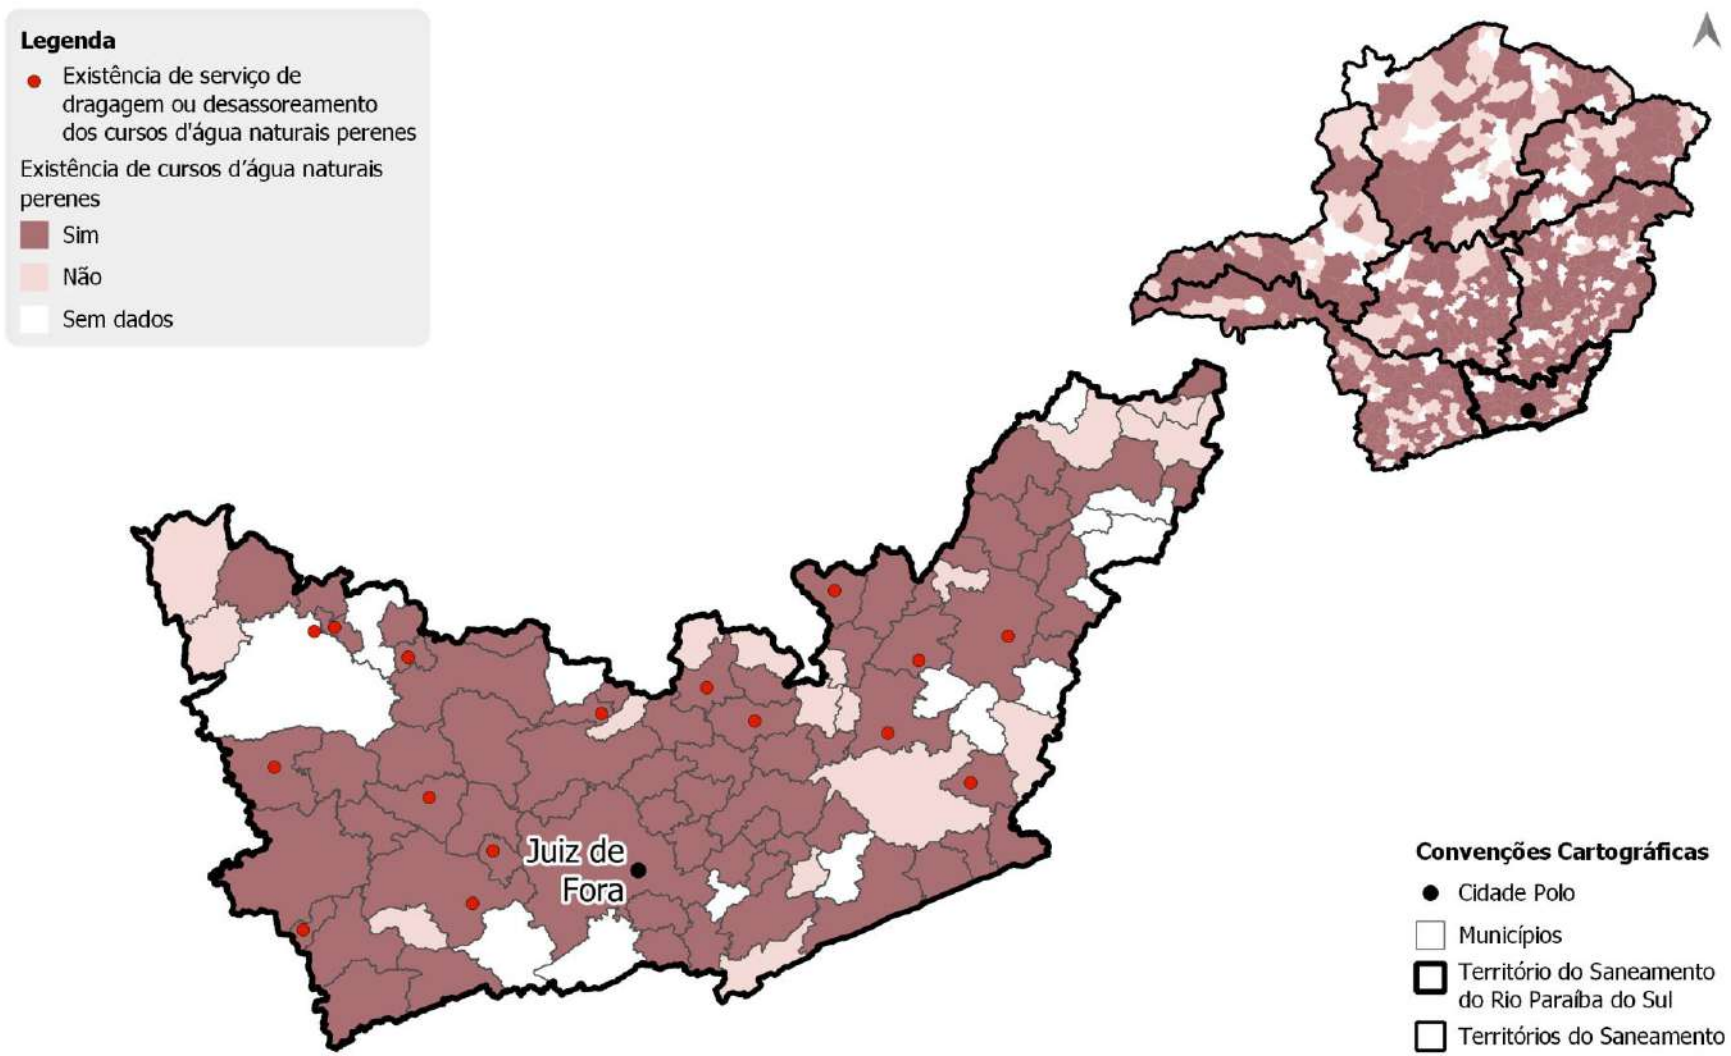 Legenda
Existência de serviço de
dragagem ou desassoreamento
dos cursos d'água naturais perenes
Existência de cursos d'água naturais
perenes
Sim
Não
Sem dados
Juiz de
Fora
Convenções Cartográficas
Cidade Polo
Municípios
Território do Saneamento
do Rio Paraíba do Sul
Territórios do Saneamento